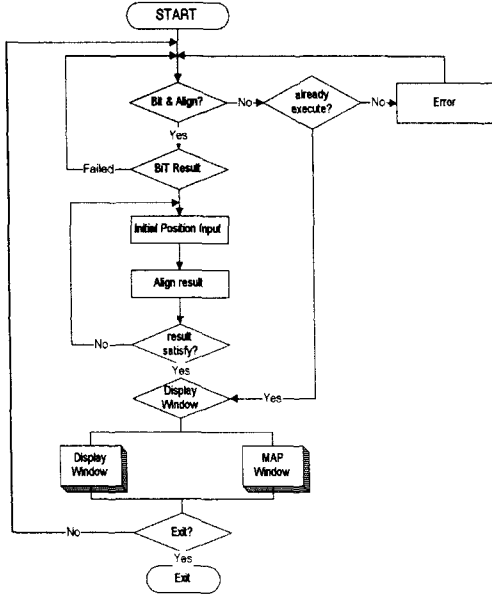 START
Bit & Align?
No
already
execute?
No
Error
Yes
Failed
BiT Result
Initial Position Input
Align result
No
result
satisfy?
Yes
Display
Window
Yes
Display
Window
MAP
Window
No
Exit?
Yes
Exit